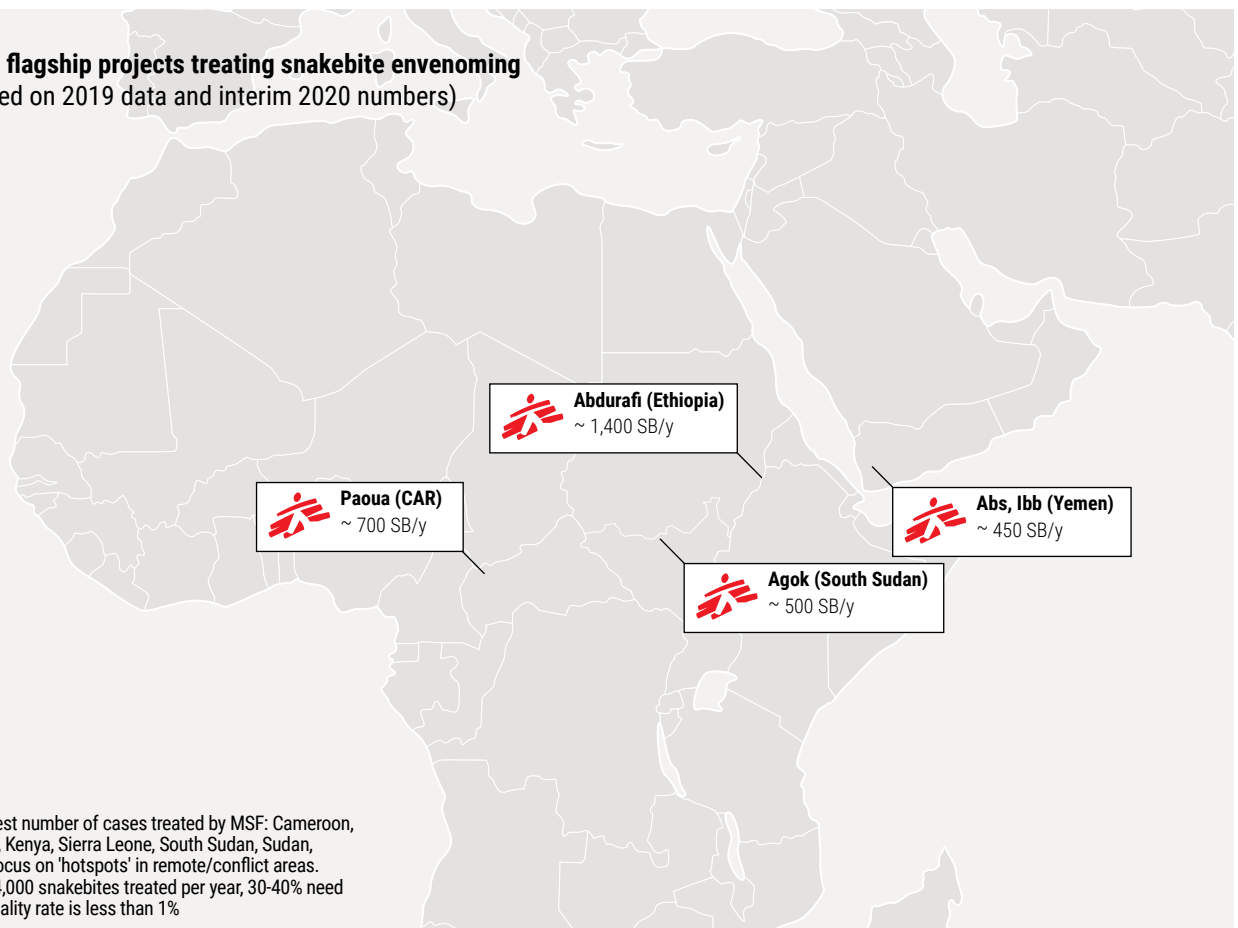 flagship projects treating snakebite envenoming
ed on 2019 data and interim 2020 numbers)
Abdurafi (Ethiopia)
~ 1,400 SB/y
Paoua (CAR)
~ 700 SB/y
Abs, Ibb (Yemen)
~ 450 SB/y
Agok (South Sudan)
~ 500 SB/y
est number of cases treated by MSF: Cameroon,
, Kenya, Sierra Leone, South Sudan, Sudan,
ocus on 'hotspots' in remote/conflict areas.
,000 snakebites treated per year, 30-40% need
ality rate is less than 1%